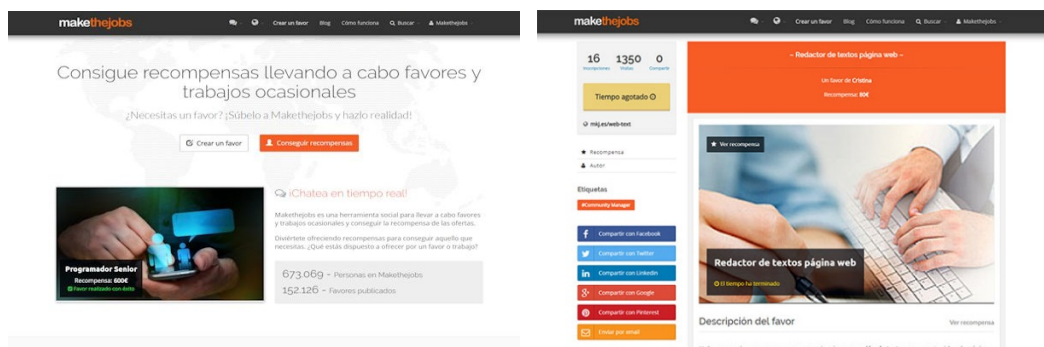 makethejobs
Crear un favor Blog Cómo funciona Buscar Makethejobs
Consigue recompensas llevando a cabo favores y
trabajos ocasionales
¿Necesitas un favor? ¡Súbelo a Makethejobs y hazlo realidad!
Crear un favor Conseguir recompensas
Programador Senior
Recompensa: 600€
Favor realizado con éxito
¡Chatea en tiempo real!
Makethejobs es una herramienta social para llevar a cabo favores
y trabajos ocasionales y conseguir la recompensa de las ofertas.
Diviértete ofreciendo recompensas para conseguir aquello que
necesitas. ¿Qué estás dispuesto a ofrecer por un favor o trabajo?
673.069 - Personas en Makethejobs
152.126 - Favores publicados
makethejobs
Crear un favor Blog Cómo funciona Buscar Makethejobs
16 1350 0
Inscripciones Visitas Compartir
Tiempo agotado
mkj.es/web-text
Recompensa
Autor
Etiquetas
#Community Manager
Compartir con Facebook
Compartir con Twitter
Compartir con Linkedin
Compartir con Google
Compartir con Pinterest
Enviar por email
~ Redactor de textos página web ~
Un favor de Cristina
Recompensa: 80€
Ver recompensa
Redactor de textos página web
El tiempo ha terminado
Descripción del favor Ver recompensa